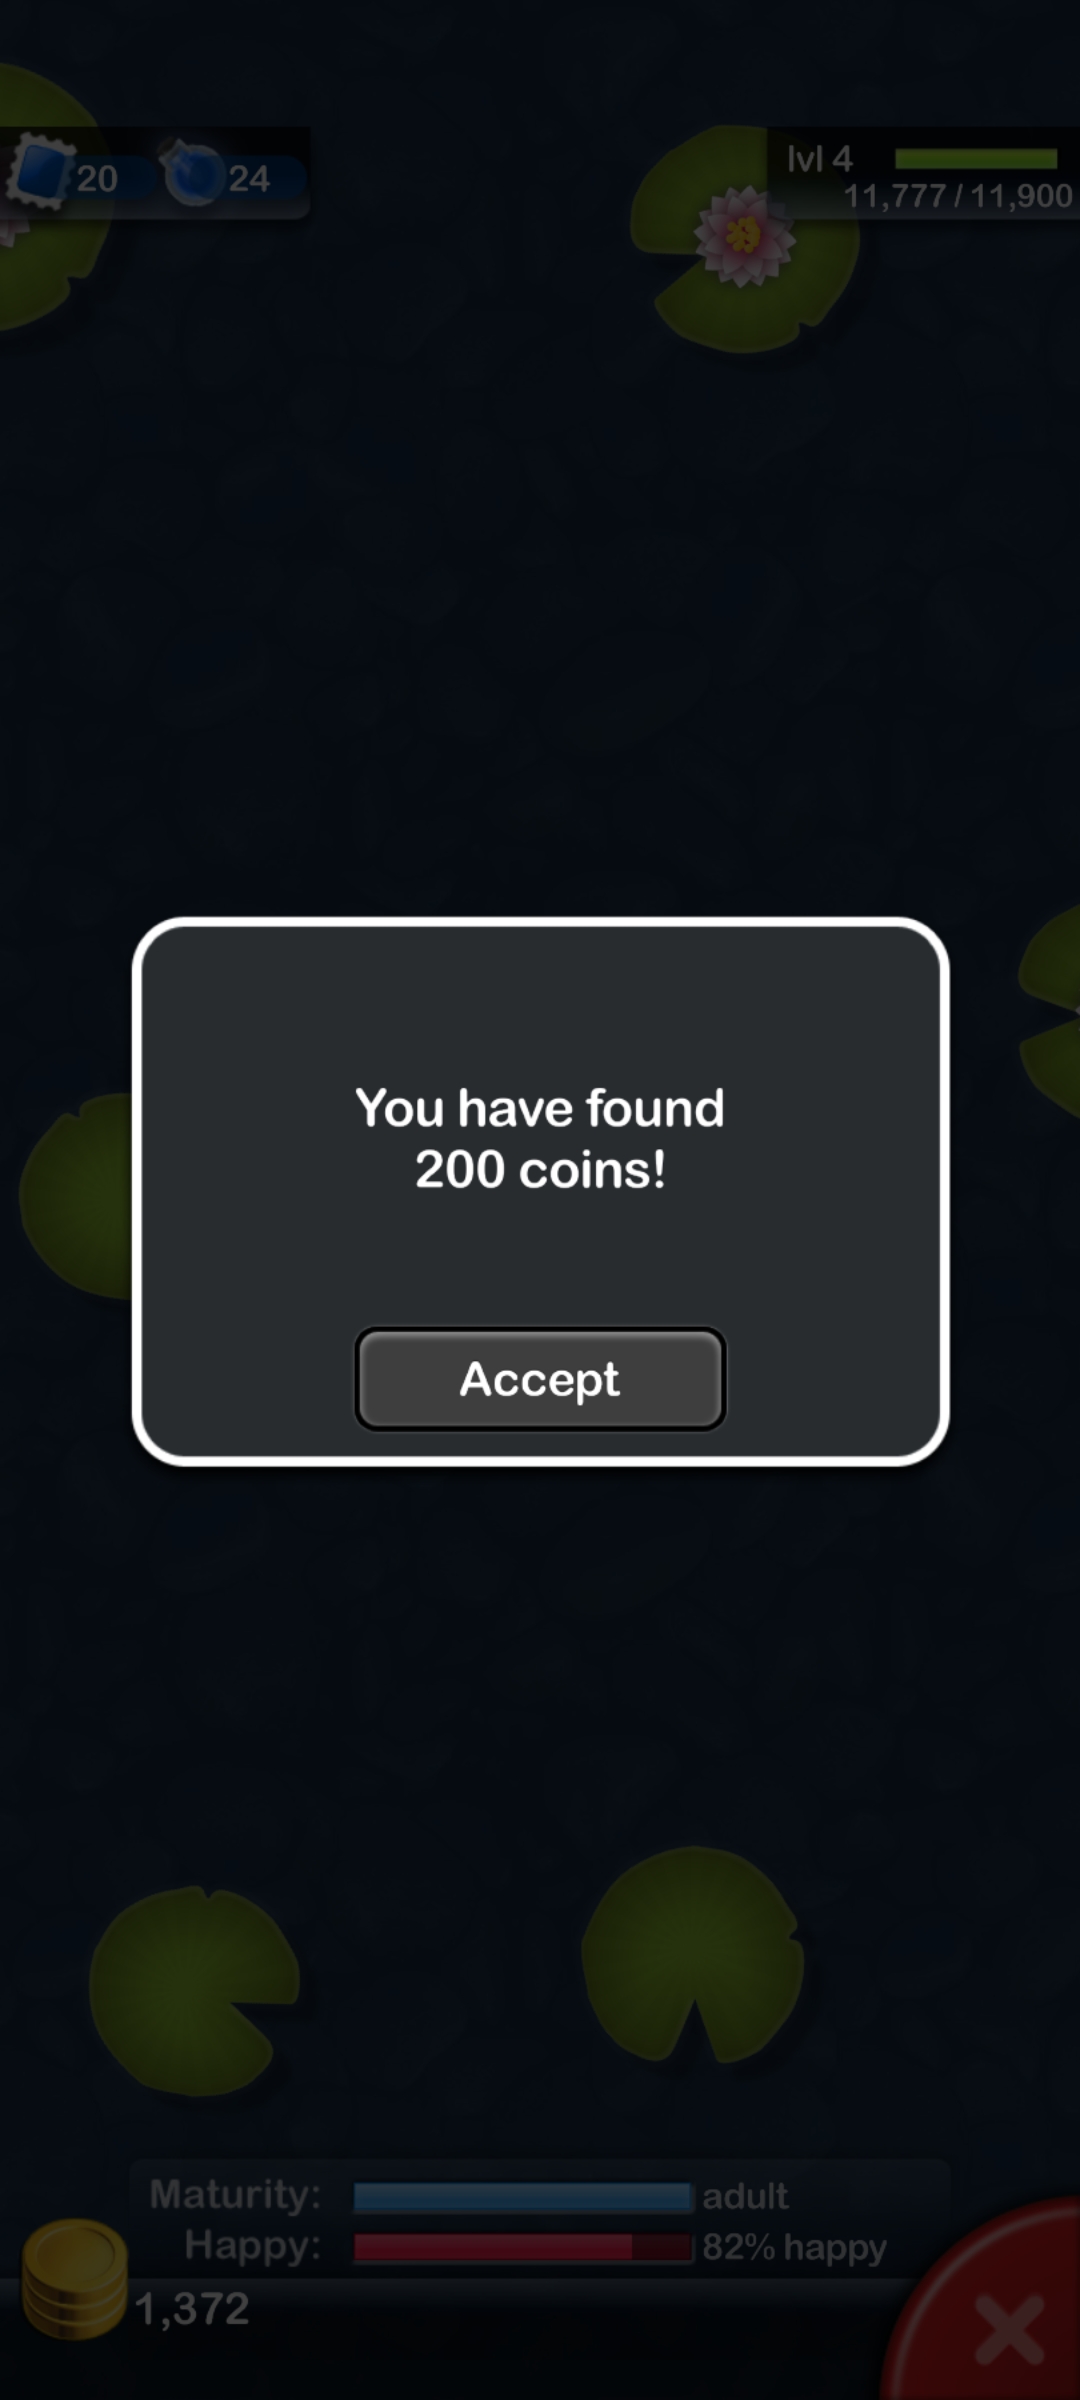 20 24
lvl 4
11,777 / 11,900
You have found
200 coins!
Accept
Maturity: adult
Happy: 82% happy
1,372